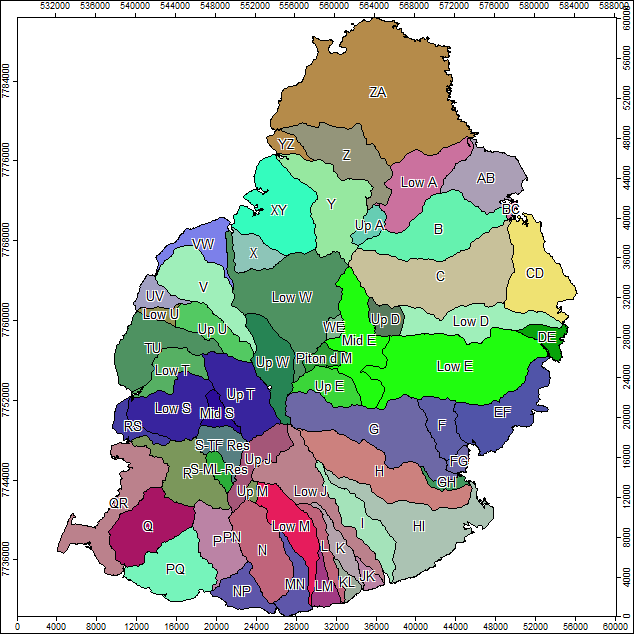 532000 536000 540000 544000 548000 552000 556000 560000 564000 568000 572000 576000 580000 584000 588000
60000
56000
7784000
ZA
52000
YZ
Z
48000
7776000
Low A
AB
44000
XY
Y
BC
40000
Up A
B
7768000
VW
X
36000
C
CD
V
UV
Low W
32000
Low U
Up D
Low D
7760000
Up U
WE
Mid E
DE
28000
TU
Up W
Piton d M
Low E
Low T
24000
Up E
Up T
7752000
Low S
Mid S
EF
20000
RS
G
F
S-TF Res
Up J
FG
16000
R
S-ML-Res
H
GH
7744000
Up M
Low J
QR
12000
Q
Low M
I
HI
P
PN
N
L
K
8000
7736000
PQ
JK
NP
MN
LM
KL
4000
0
0 4000 8000 12000 16000 20000 24000 28000 32000 36000 40000 44000 48000 52000 56000 60000